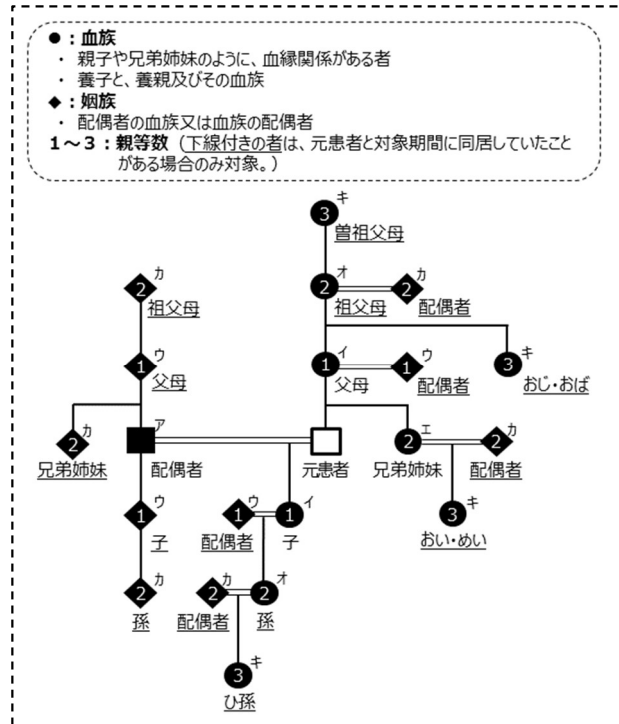 ●：血族
・ 親子や兄弟姉妹のように、血縁関係がある者
・ 養子と、養親及びその血族
◆：姻族
・ 配偶者の血族又は血族の配偶者
１～３：親等数（下線付きの者は、元患者と対象期間に同居していたこと
がある場合のみ対象。）
3 キ
曽祖父母
2 カ
祖父母
2 オ
祖父母
2 カ
配偶者
1 ウ
父母
1 イ
父母
1 ウ
配偶者
3 キ
おじ・おば
2 カ
兄弟姉妹
ア
配偶者
元患者
2 エ
兄弟姉妹
2 カ
配偶者
1 ウ
子
1 ウ
配偶者
1 イ
子
3 キ
おい・めい
2 カ
孫
2 カ
配偶者
2 オ
孫
3 キ
ひ孫